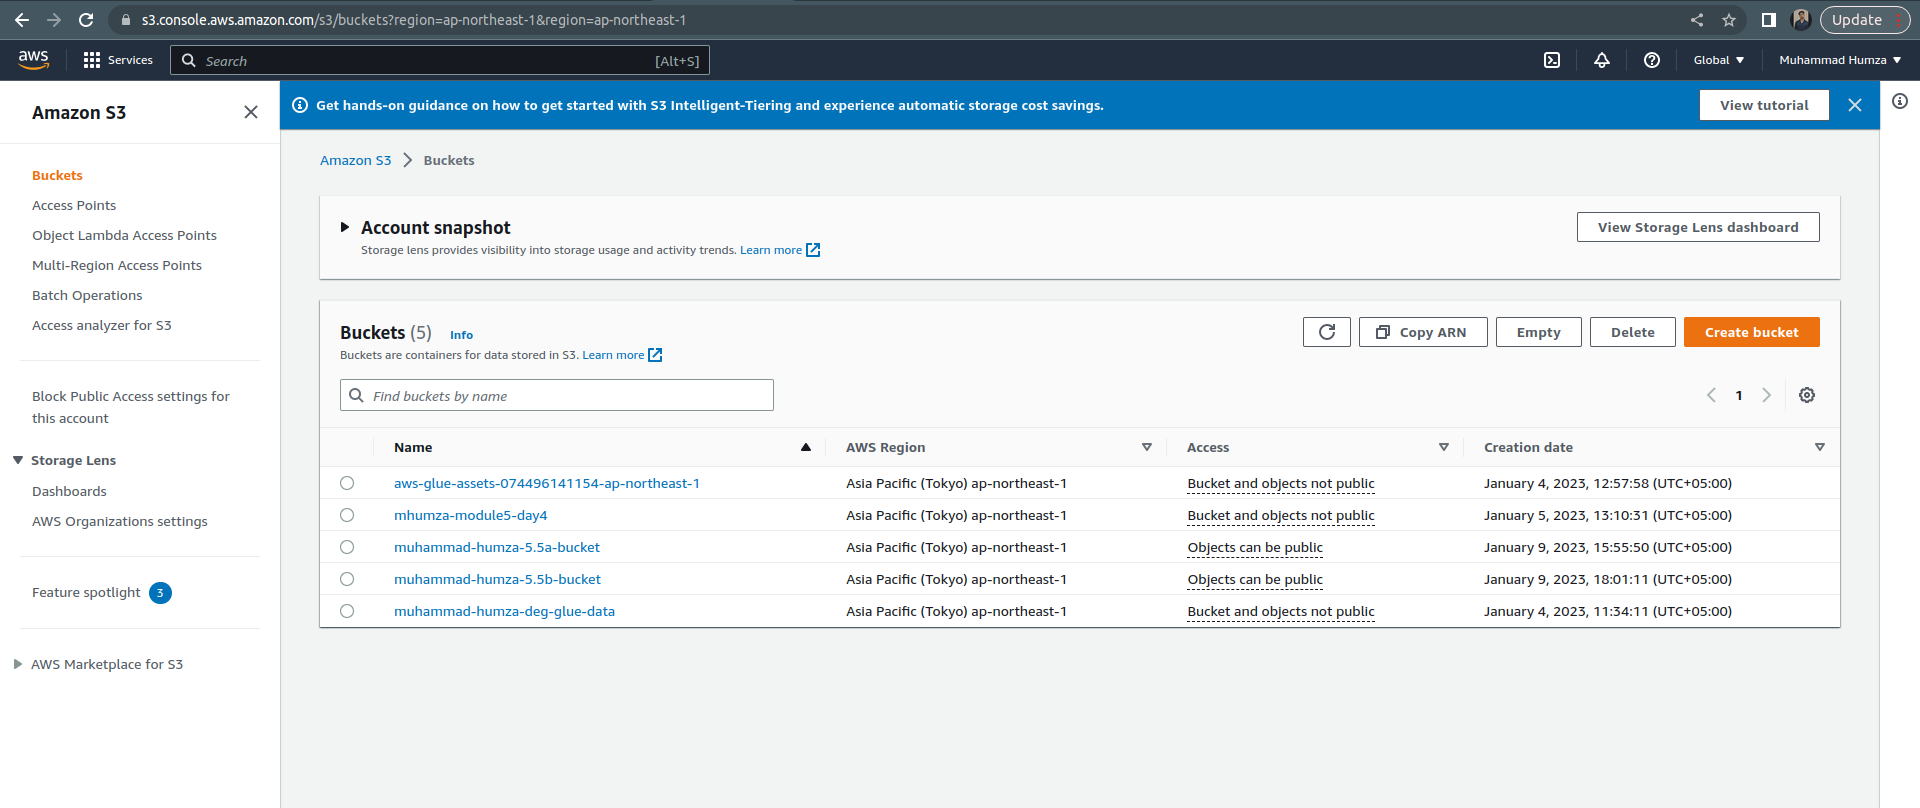 s3.console.aws.amazon.com/s3/buckets?region=ap-northeast-1&region=ap-northeast-1
Update
aws
Services
Search
[Alt+S]
Global
Muhammad Humza
Amazon S3
Buckets
Access Points
Object Lambda Access Points
Multi-Region Access Points
Batch Operations
Access analyzer for S3
Block Public Access settings for
this account
Storage Lens
Dashboards
AWS Organizations settings
Feature spotlight 3
AWS Marketplace for S3
Get hands-on guidance on how to get started with S3 Intelligent-Tiering and experience automatic storage cost savings.
View tutorial
Amazon S3 > Buckets
Account snapshot
Storage lens provides visibility into storage usage and activity trends. Learn more
View Storage Lens dashboard
Buckets (5) Info
Buckets are containers for data stored in S3. Learn more
Copy ARN
Empty
Delete
Create bucket
Find buckets by name
1
Name AWS Region Access Creation date
aws-glue-assets-074496141154-ap-northeast-1 Asia Pacific (Tokyo) ap-northeast-1 Bucket and objects not public January 4, 2023, 12:57:58 (UTC+05:00)
mhumza-module5-day4 Asia Pacific (Tokyo) ap-northeast-1 Bucket and objects not public January 5, 2023, 13:10:31 (UTC+05:00)
muhammad-humza-5.5a-bucket Asia Pacific (Tokyo) ap-northeast-1 Objects can be public January 9, 2023, 15:55:50 (UTC+05:00)
muhammad-humza-5.5b-bucket Asia Pacific (Tokyo) ap-northeast-1 Objects can be public January 9, 2023, 18:01:11 (UTC+05:00)
muhammad-humza-deg-glue-data Asia Pacific (Tokyo) ap-northeast-1 Bucket and objects not public January 4, 2023, 11:34:11 (UTC+05:00)